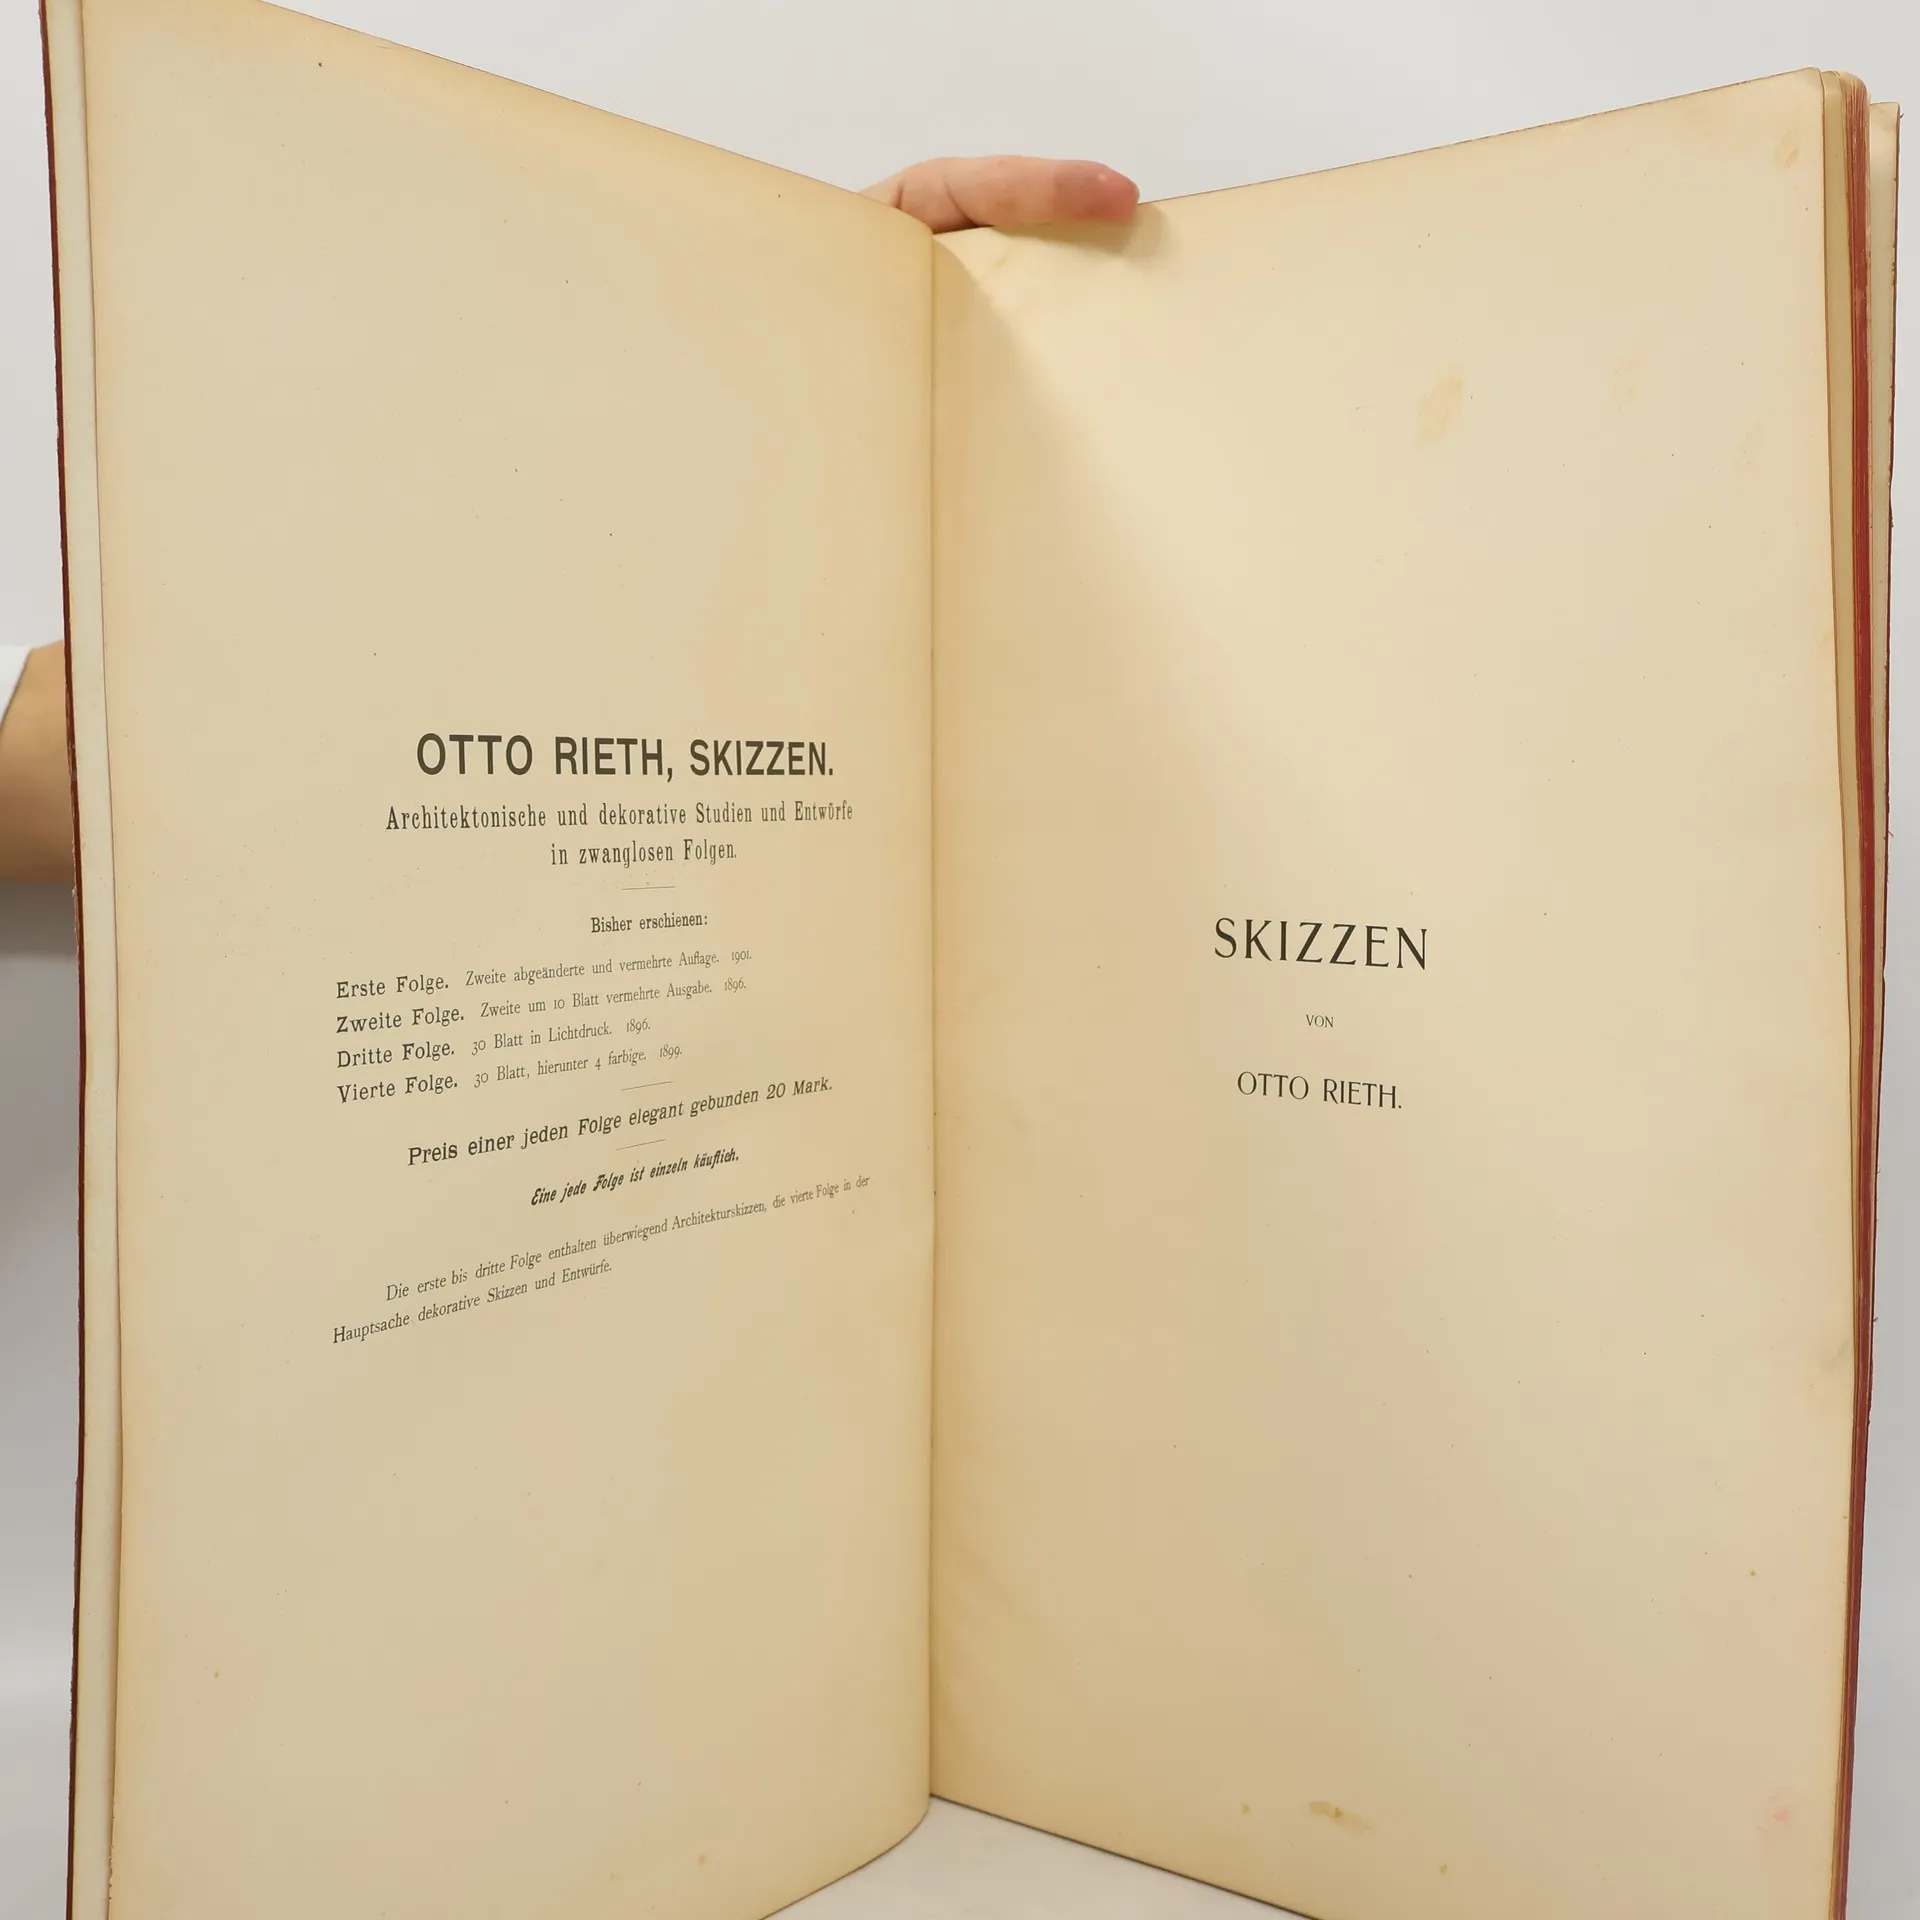 OTTO RIETH, SKIZZEN.
Architektonische und dekorative Studien und Entwürfe
in zwanglosen Folgen.
Bisher erschienen:
Erste Folge. Zweite abgeänderte und vermehrte Auflage. 1901.
Zweite Folge. Zweite um 10 Blatt vermehrte Ausgabe. 1896.
Dritte Folge. 30 Blatt in Lichtdruck. 1896.
Vierte Folge. 30 Blatt, hierunter 4 farbige. 1899.
Preis einer jeden Folge elegant gebunden 20 Mark.
Eine jede Folge ist einzeln käuflich.
Die erste bis dritte Folge enthalten überwiegend Architekturskizzen, die vierte Folge in der
Hauptsache dekorative Skizzen und Entwürfe.
SKIZZEN
VON
OTTO RIETH.